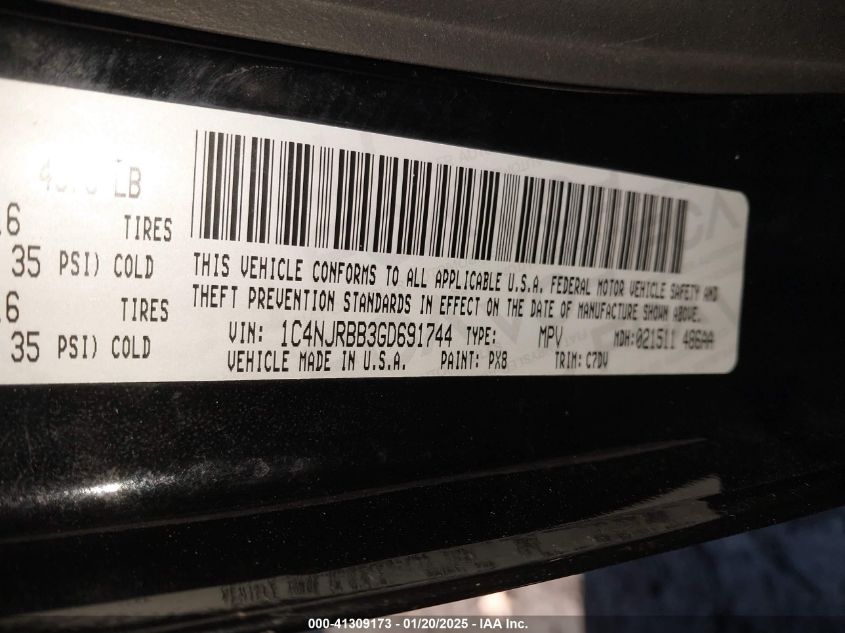 LB
TIRES
35 PSI) COLD
TIRES
35 PSI) COLD
THIS VEHICLE CONFORMS TO ALL APPLICABLE U.S.A. FEDERAL MOTOR VEHICLE SAFETY AND
THEFT PREVENTION STANDARDS IN EFFECT ON THE DATE OF MANUFACTURE SHOWN ABOVE.
VIN: 1C4NJRBB3GD691744 TYPE: MPV MDH:021511 486AA
VEHICLE MADE IN U.S.A. PAINT: PX8 TRIM: C7DV
000-41309173 — 01/20/2025 — IAA Inc.